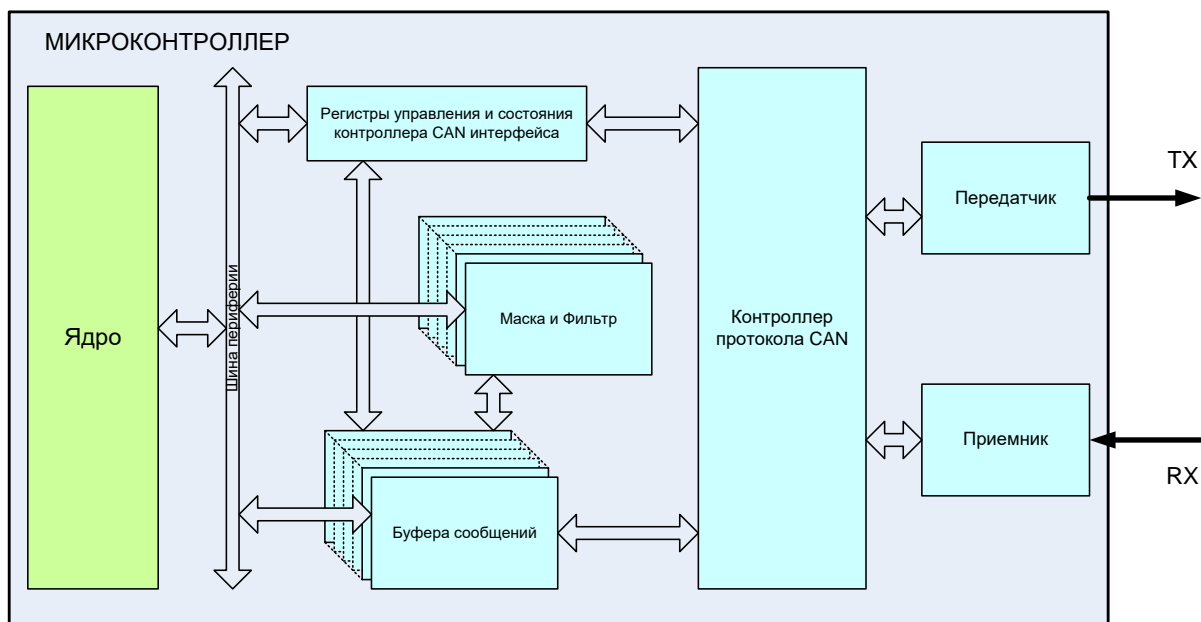 МИКРОКОНТРОЛЛЕР
Регистры управления и состояния
контроллера CAN интерфейса
Ядро
Шина периферии
Маска и Фильтр
Буфера сообщений
Контроллер
протокола CAN
Передатчик
TX
Приемник
RX